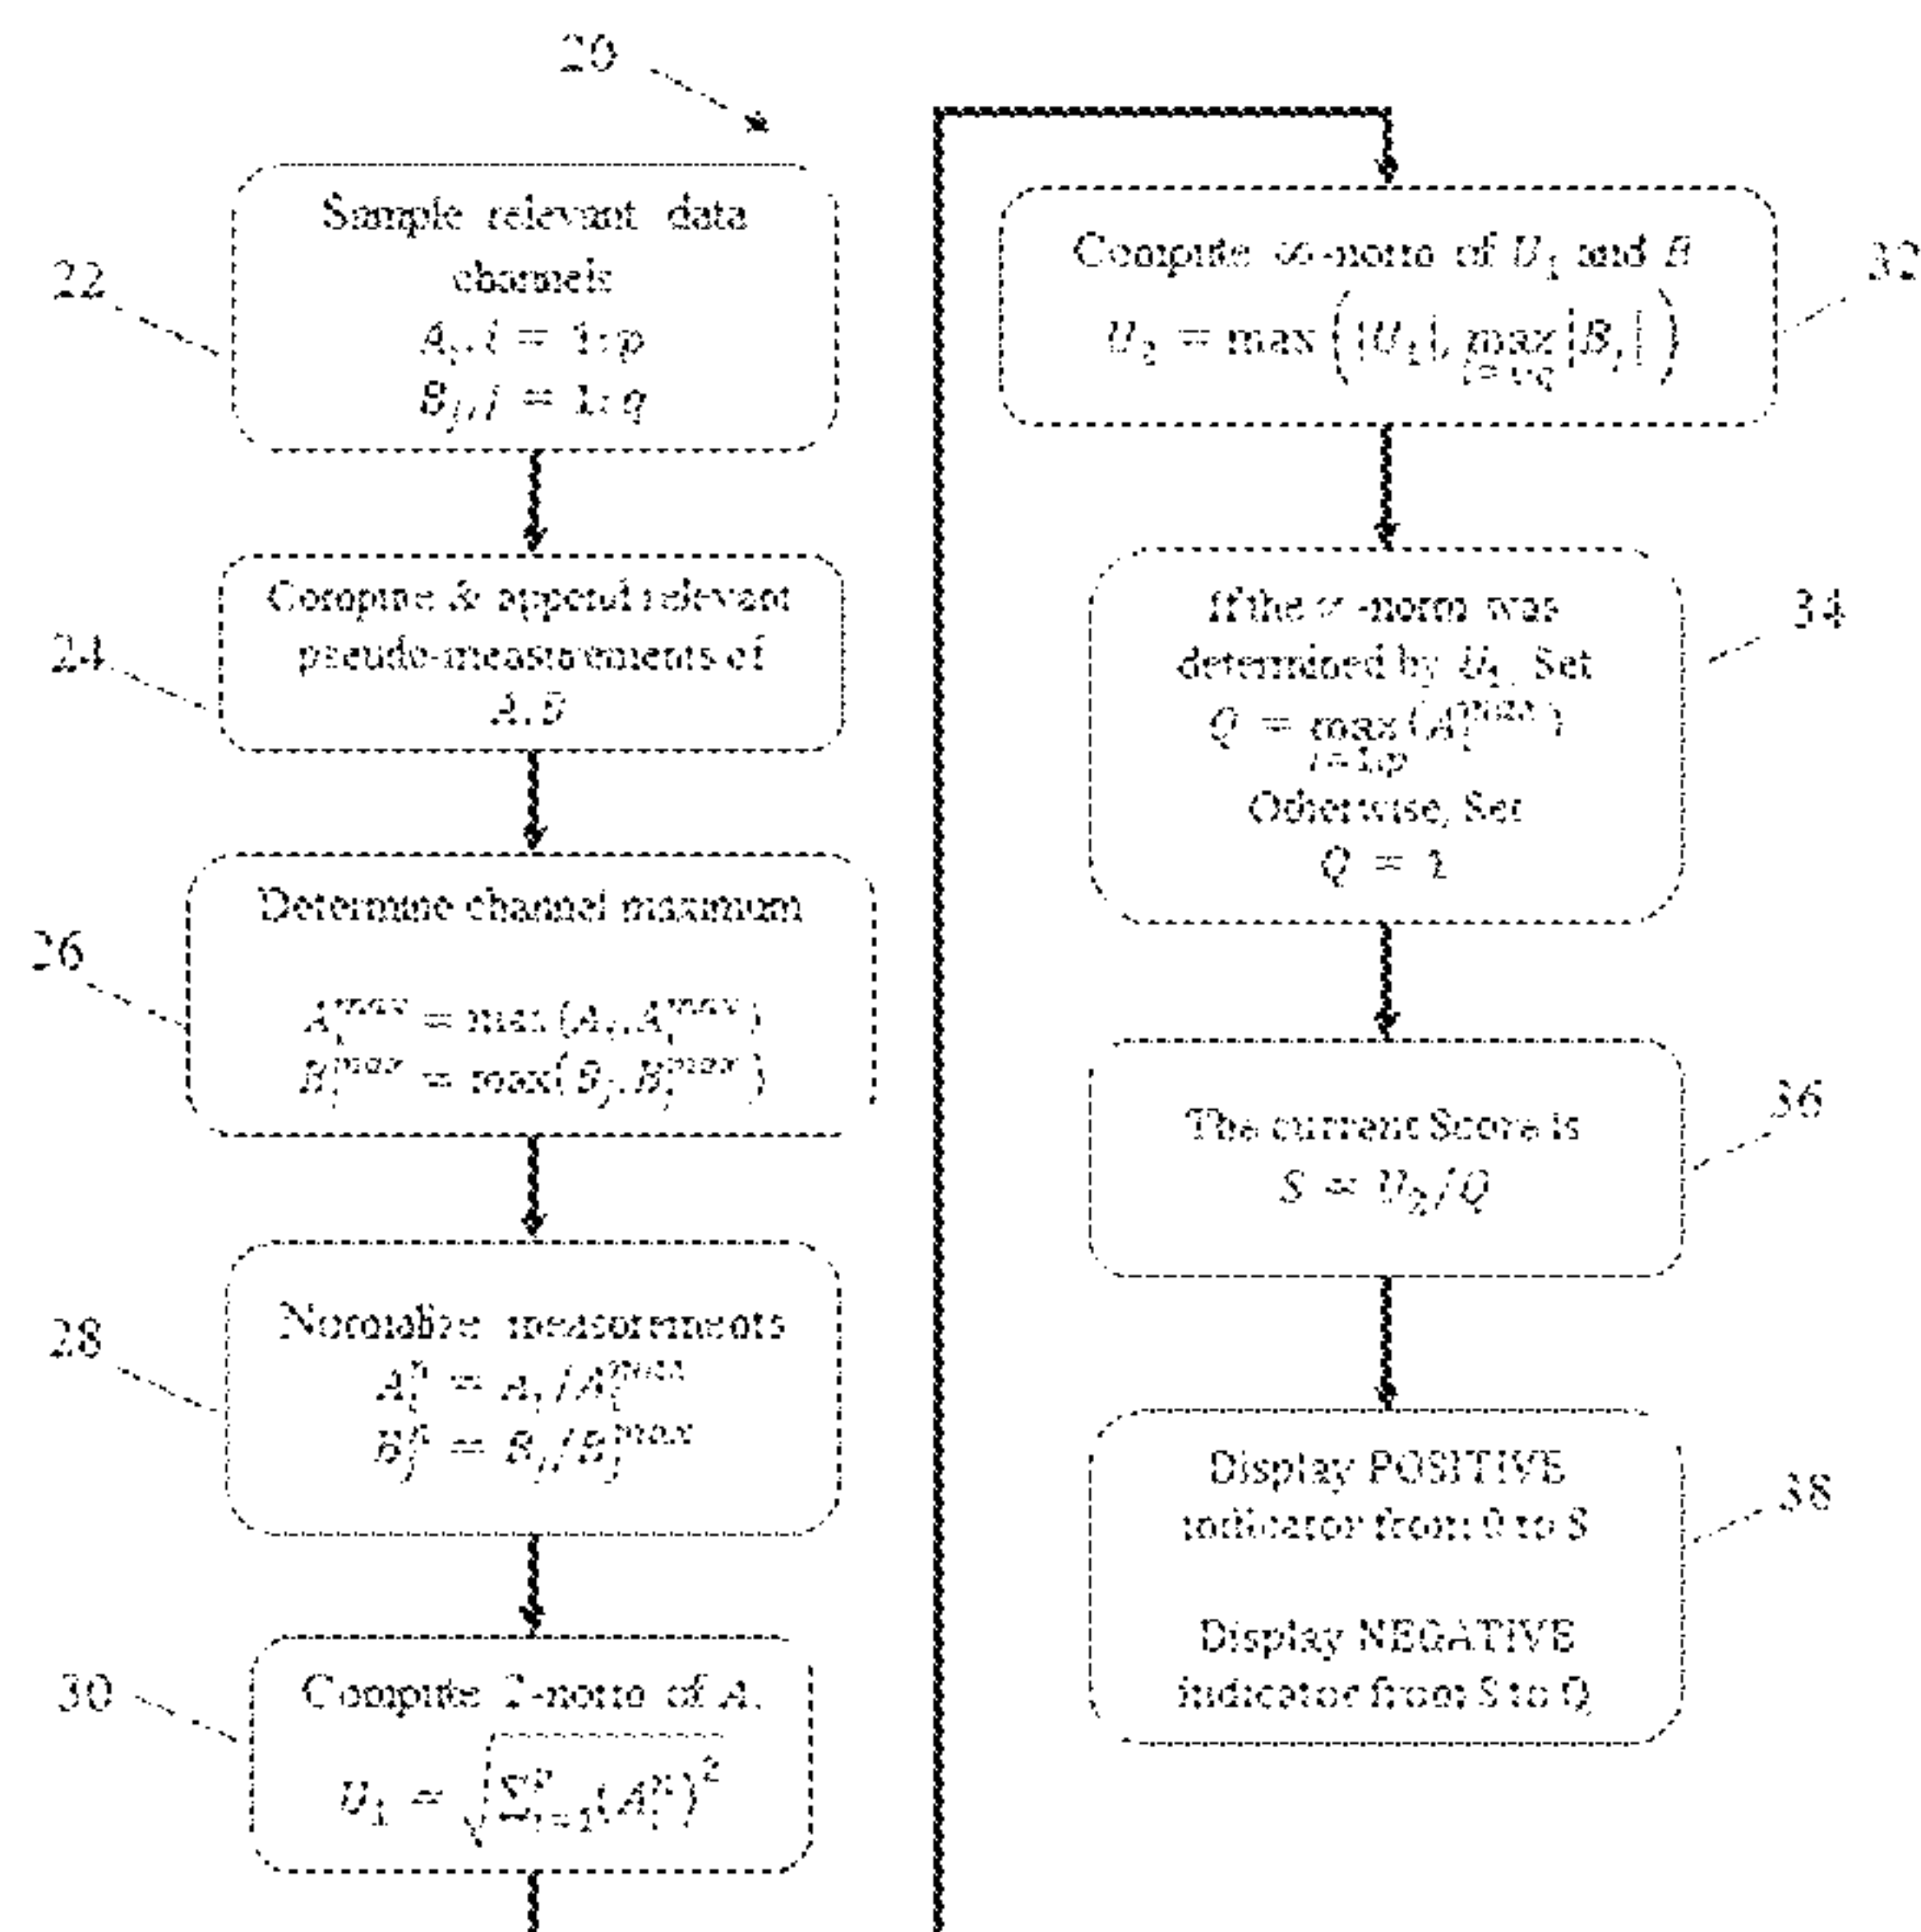 20
22
Sample relevant data
channels
A_i, i = 1:p
B_j, j = 1:q
24
Compute & append relevant
pseudo-measurements of
A, B
26
Determine channel maximum
A_i^max = max(A_i, A_i^max)
B_j^max = max(B_j, B_j^max)
28
Normalize measurements
A_i^n = A_i/A_i^max
B_j^n = B_j/B_j^max
30
Compute 2-norm of A.
U_1 = √(∑_{i=1}^p (A_i^n)^2)
32
Compute ∞-norm of U_1 and B
U_2 = max(|U_1|, max |B_j|)
34
If the ∞-norm was
determined by U_1, Set
Q = max (A_i^max)
i=1:p
Otherwise, Set
Q = 1
36
The current Score is
S = U_2/Q
38
Display POSITIVE
indicator from 0 to S
Display NEGATIVE
indicator from S to Q